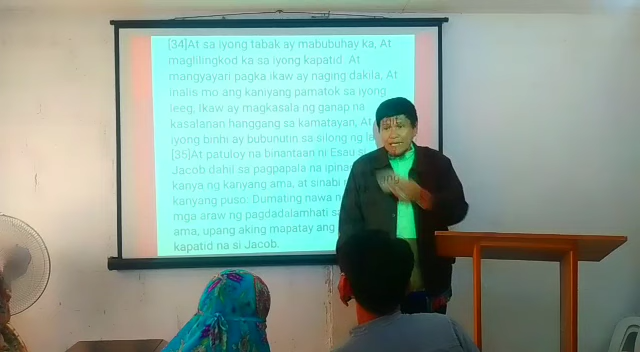 [34]At sa iyong tabak ay mabubuhay ka, At
maglilingkod ka sa iyong kapatid. At
mangyayari pagka ikaw ay naging dakila, At
inalis mo ang kaniyang pamatok sa iyong
leeg. Ikaw ay magkasala ng ganap na
kasalanan hanggang sa kamatayan, At
iyong binhi ay bubunutin sa silong ng
[35]At patuloy na binantaan ni Esau si
Jacob dahil sa pagpapala na
kanya ng kanyang ama, at sinabi
kanyang puso: Dumating nawa
mga araw ng pagdadalamhati sa
ama, upang aking mapatay ang
kapatid na si Jacob.